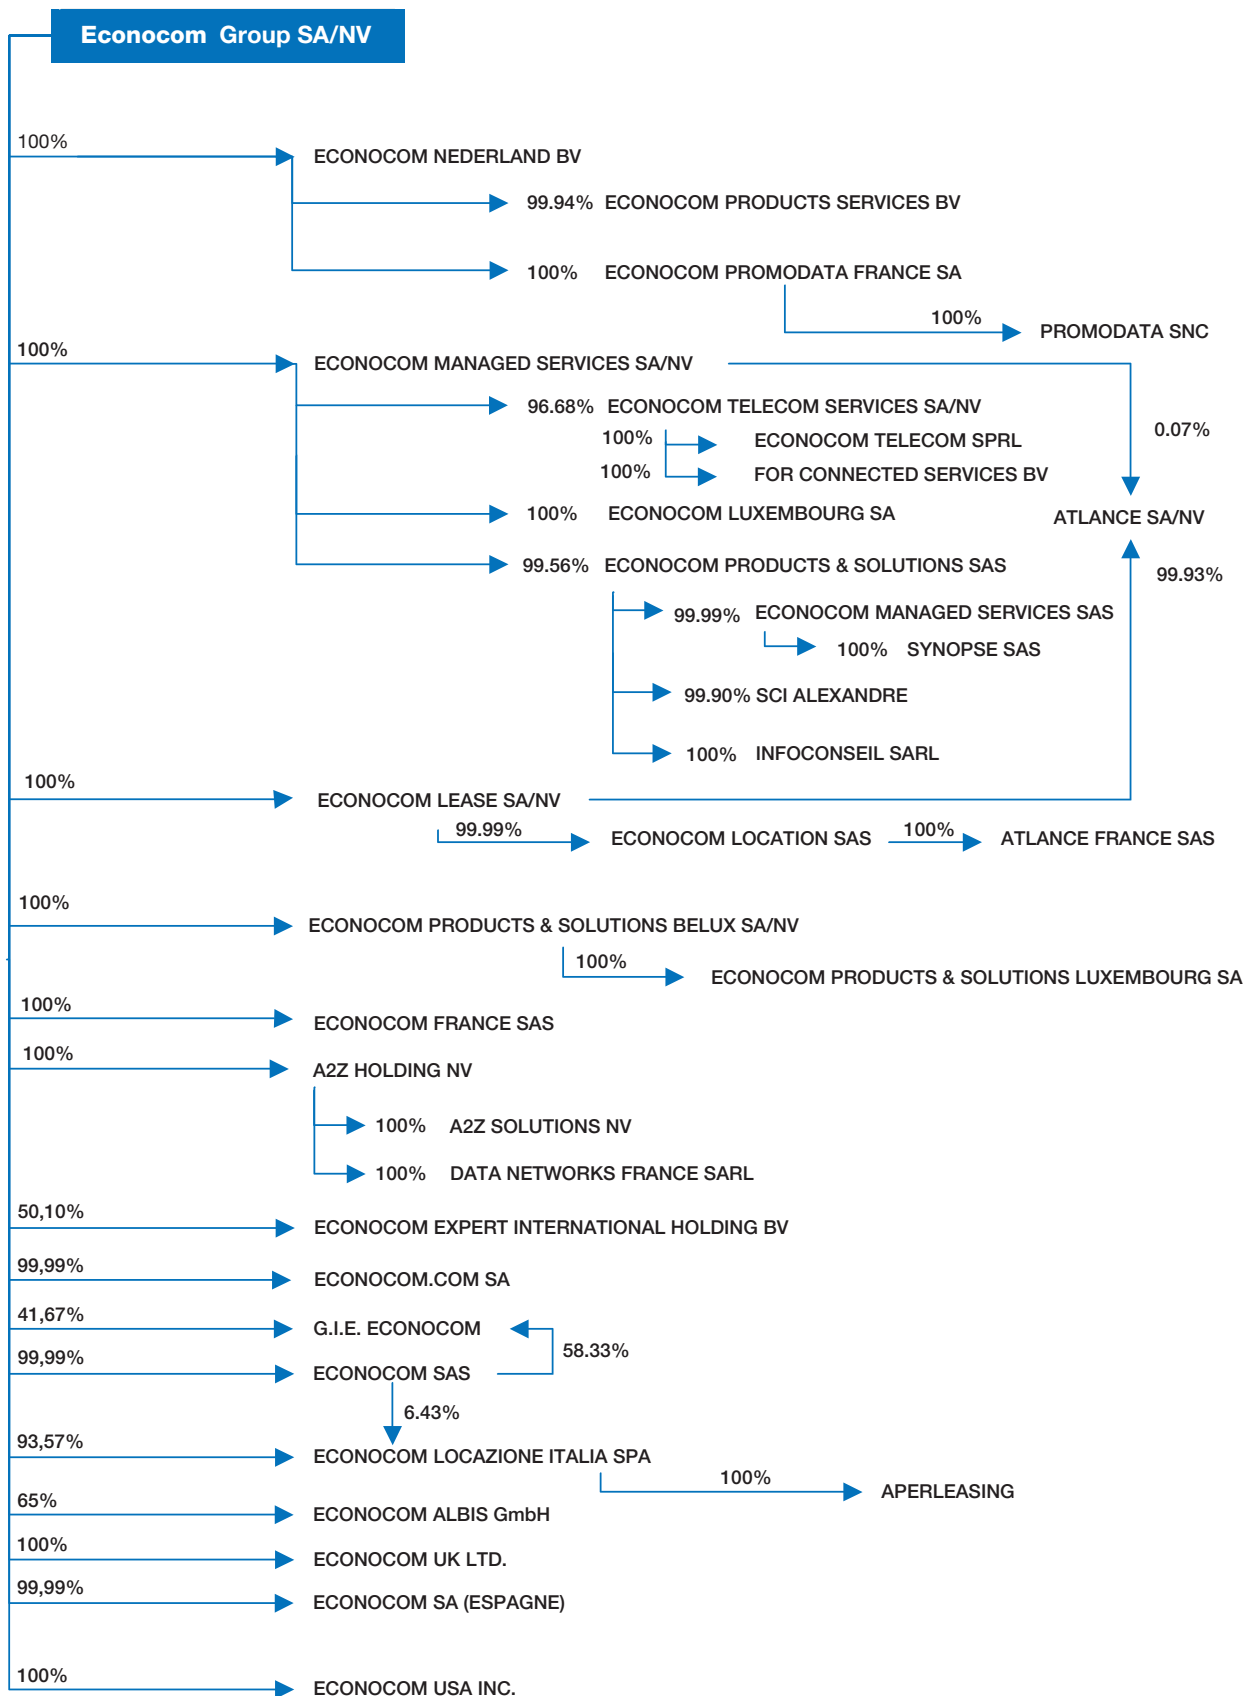 Econocom Group SA/NV
100%
ECONOCOM NEDERLAND BV
99.94% ECONOCOM PRODUCTS SERVICES BV
100% ECONOCOM PROMODATA FRANCE SA
100%
PROMODATA SNC
100%
ECONOCOM MANAGED SERVICES SA/NV
96.68% ECONOCOM TELECOM SERVICES SA/NV
0.07%
100% ECONOCOM TELECOM SPRL
100% FOR CONNECTED SERVICES BV
100% ECONOCOM LUXEMBOURG SA
ATLANCE SA/NV
99.56% ECONOCOM PRODUCTS & SOLUTIONS SAS
99.93%
99.99% ECONOCOM MANAGED SERVICES SAS
100% SYNOPSE SAS
99.90% SCI ALEXANDRE
100% INFOCONSEIL SARL
100%
ECONOCOM LEASE SA/NV
99.99%
ECONOCOM LOCATION SAS
100%
ATLANCE FRANCE SAS
100%
ECONOCOM PRODUCTS & SOLUTIONS BELUX SA/NV
100%
ECONOCOM PRODUCTS & SOLUTIONS LUXEMBOURG SA
100%
ECONOCOM FRANCE SAS
100%
A2Z HOLDING NV
100% A2Z SOLUTIONS NV
100% DATA NETWORKS FRANCE SARL
50,10%
ECONOCOM EXPERT INTERNATIONAL HOLDING BV
99,99%
ECONOCOM.COM SA
41,67%
G.I.E. ECONOCOM
58.33%
99,99%
ECONOCOM SAS
6.43%
93,57%
ECONOCOM LOCAZIONE ITALIA SPA
100%
APERLEASING
65%
ECONOCOM ALBIS GmbH
100%
ECONOCOM UK LTD.
99,99%
ECONOCOM SA (ESPAGNE)
100%
ECONOCOM USA INC.